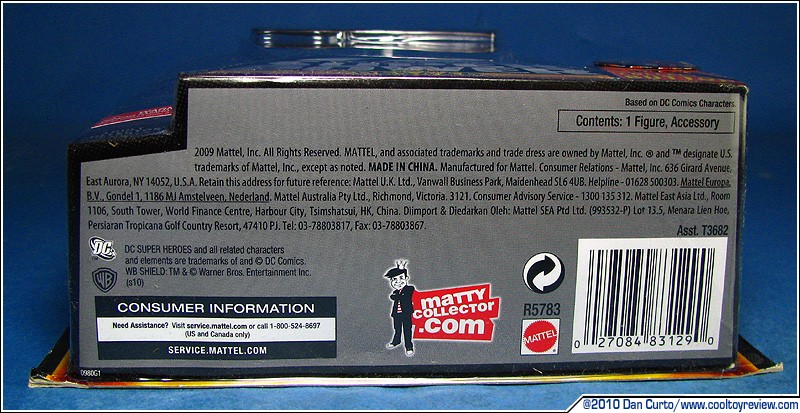 Based on DC Comics Characters.
Contents: 1 Figure, Accessory
2009 Mattel, Inc. All Rights Reserved. MATTEL, and associated trademarks and trade dress are owned by Mattel, Inc. ® and ™ designate U.S.
trademarks of Mattel, Inc., except as noted. MADE IN CHINA. Manufactured for Mattel. Consumer Relations - Mattel, Inc. 636 Girard Avenue,
East Aurora, NY 14052, U.S.A. Retain this address for future reference: Mattel U.K. Ltd., Vanwall Business Park, Maidenhead SL6 4UB. Helpline - 01628 500303. Mattel Europa,
B.V., Gondel 1, 1186 MJ Amstelveen, Nederland. Mattel Australia Pty Ltd., Richmond, Victoria. 3121. Consumer Advisory Service - 1300 135 312. Mattel East Asia Ltd., Room
1106, South Tower, World Finance Centre, Harbour City, Tsimshatsui, HK, China. Diimport & Diedarkan Oleh: Mattel SEA Ptd Ltd. (993532-P) Lot 13.5, Menara Lien Hoe,
Persiaran Tropicana Golf Country Resort, 47410 PJ. Tel: 03-78803817, Fax: 03-78803867.
Asst. T3682
DC
DC SUPER HEROES and all related characters
and elements are trademarks of and © DC Comics.
WB SHIELD: TM & © Warner Bros. Entertainment Inc.
(s10)
WB
CONSUMER INFORMATION
Need Assistance? Visit service.mattel.com or call 1-800-524-8697
(US and Canada only)
SERVICE.MATTEL.COM
matty
collector
.com
R5783
MATTEL
0 27084 83129 0
0980G1
©2010 Dan Curto/www.cooltoyreview.com